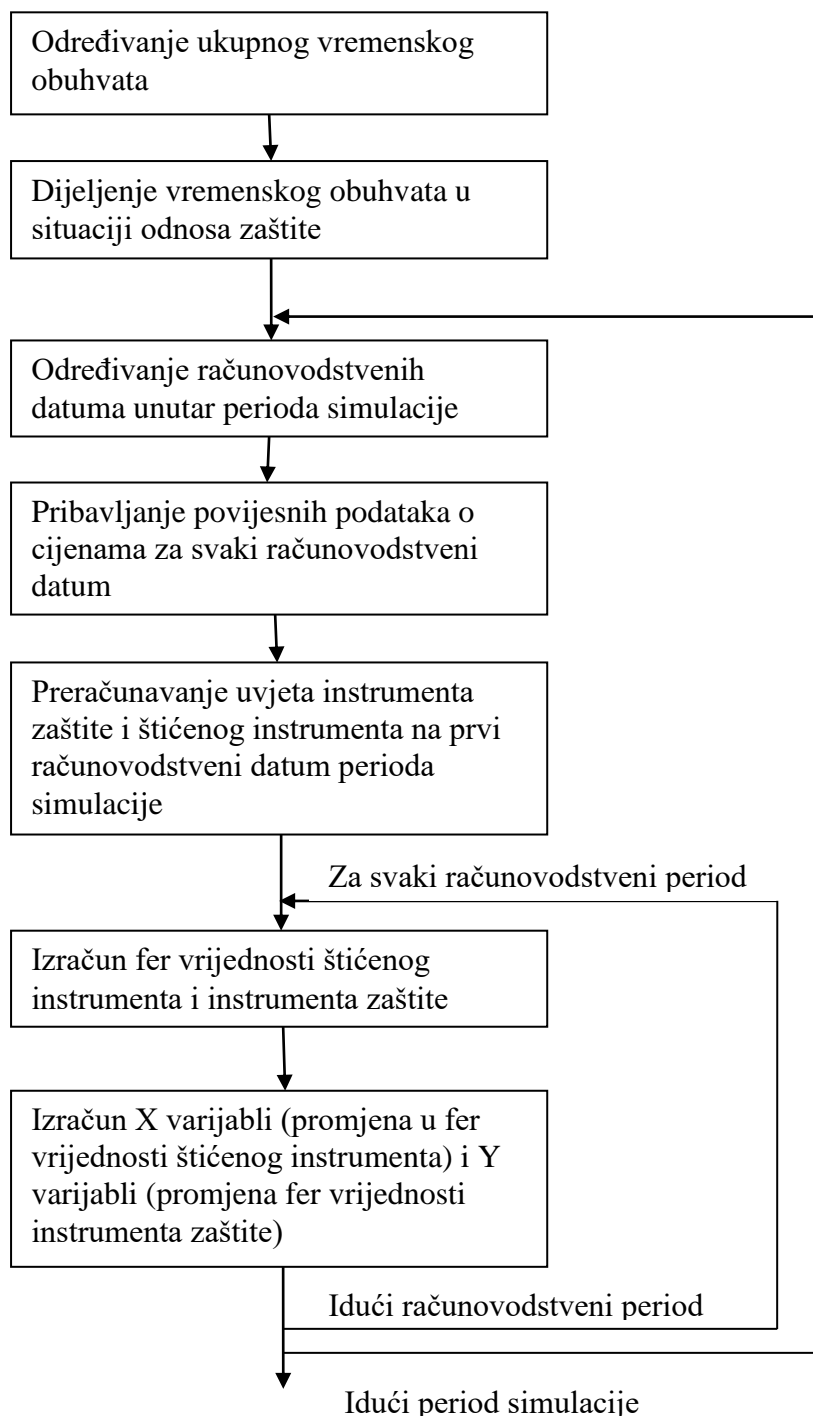 Određivanje ukupnog vremenskog
obuhvata
Dijeljenje vremenskog obuhvata u
situaciji odnosa zaštite
Određivanje računovodstvenih
datuma unutar perioda simulacije
Pribavljanje povijesnih podataka o
cijenama za svaki računovodstveni
datum
Preračunavanje uvjeta instrumenta
zaštite i štićenog instrumenta na prvi
računovodstveni datum perioda
simulacije
Za svaki računovodstveni period
Izračun fer vrijednosti štićenog
instrumenta i instrumenta zaštite
Izračun X varijabli (promjena u fer
vrijednosti štićenog instrumenta) i Y
varijabli (promjena fer vrijednosti
instrumenta zaštite)
Idući računovodstveni period
Idući period simulacije